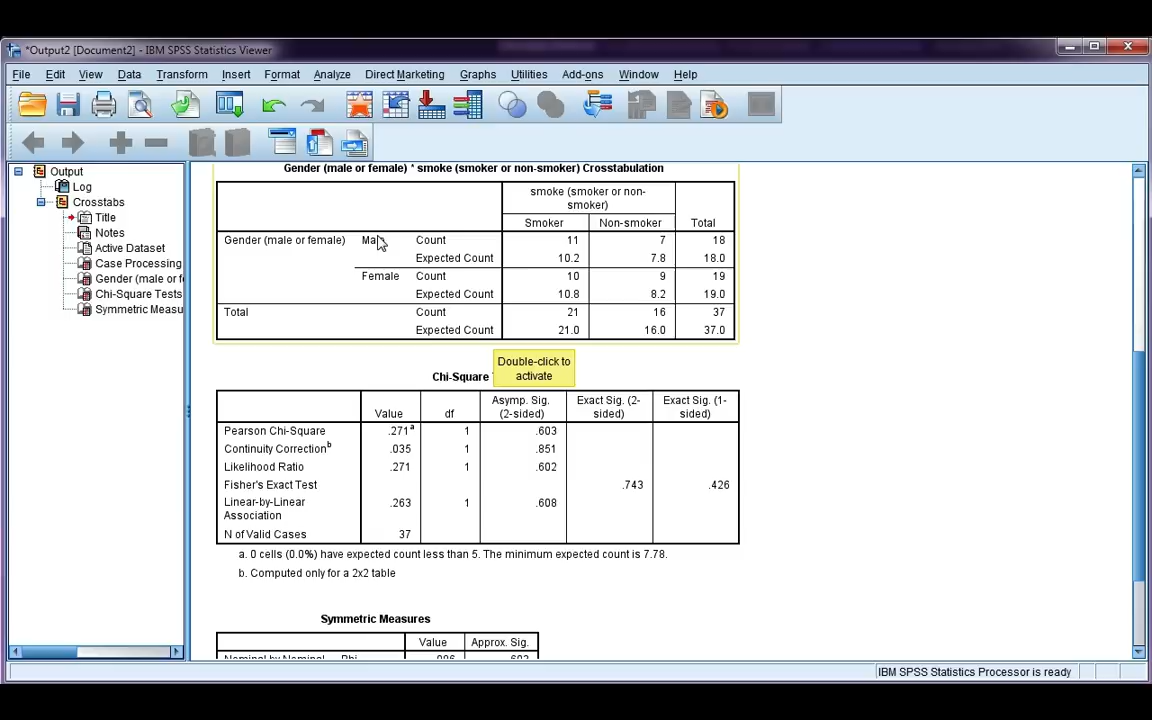 *Output2 [Document2] - IBM SPSS Statistics Viewer
File Edit View Data Transform Insert Format Analyze Direct Marketing Graphs Utilities Add-ons Window Help
Output
Log
Crosstabs
Title
Notes
Active Dataset
Case Processing
Gender (male or fe
Chi-Square Tests
Symmetric Measu
Gender (male or female) * smoke (smoker or non-smoker) Crosstabulation
smoke (smoker or non-
smoker)
Smoker Non-smoker Total
Gender (male or female) Male Count 11 7 18
Expected Count 10.2 7.8 18.0
Female Count 10 9 19
Expected Count 10.8 8.2 19.0
Total Count 21 16 37
Expected Count 21.0 16.0 37.0
Double-click to
activate
Chi-Square
Value df Asymp. Sig. (2-sided) Exact Sig. (2-sided) Exact Sig. (1-sided)
Pearson Chi-Square .271a 1 .603
Continuity Correctionb .035 1 .851
Likelihood Ratio .271 1 .602
Fisher's Exact Test .743 .426
Linear-by-Linear
Association .263 1 .608
N of Valid Cases 37
a. 0 cells (0.0%) have expected count less than 5. The minimum expected count is 7.78.
b. Computed only for a 2x2 table
Symmetric Measures
Value Approx. Sig.
Nominal by Nominal Phi
IBM SPSS Statistics Processor is ready